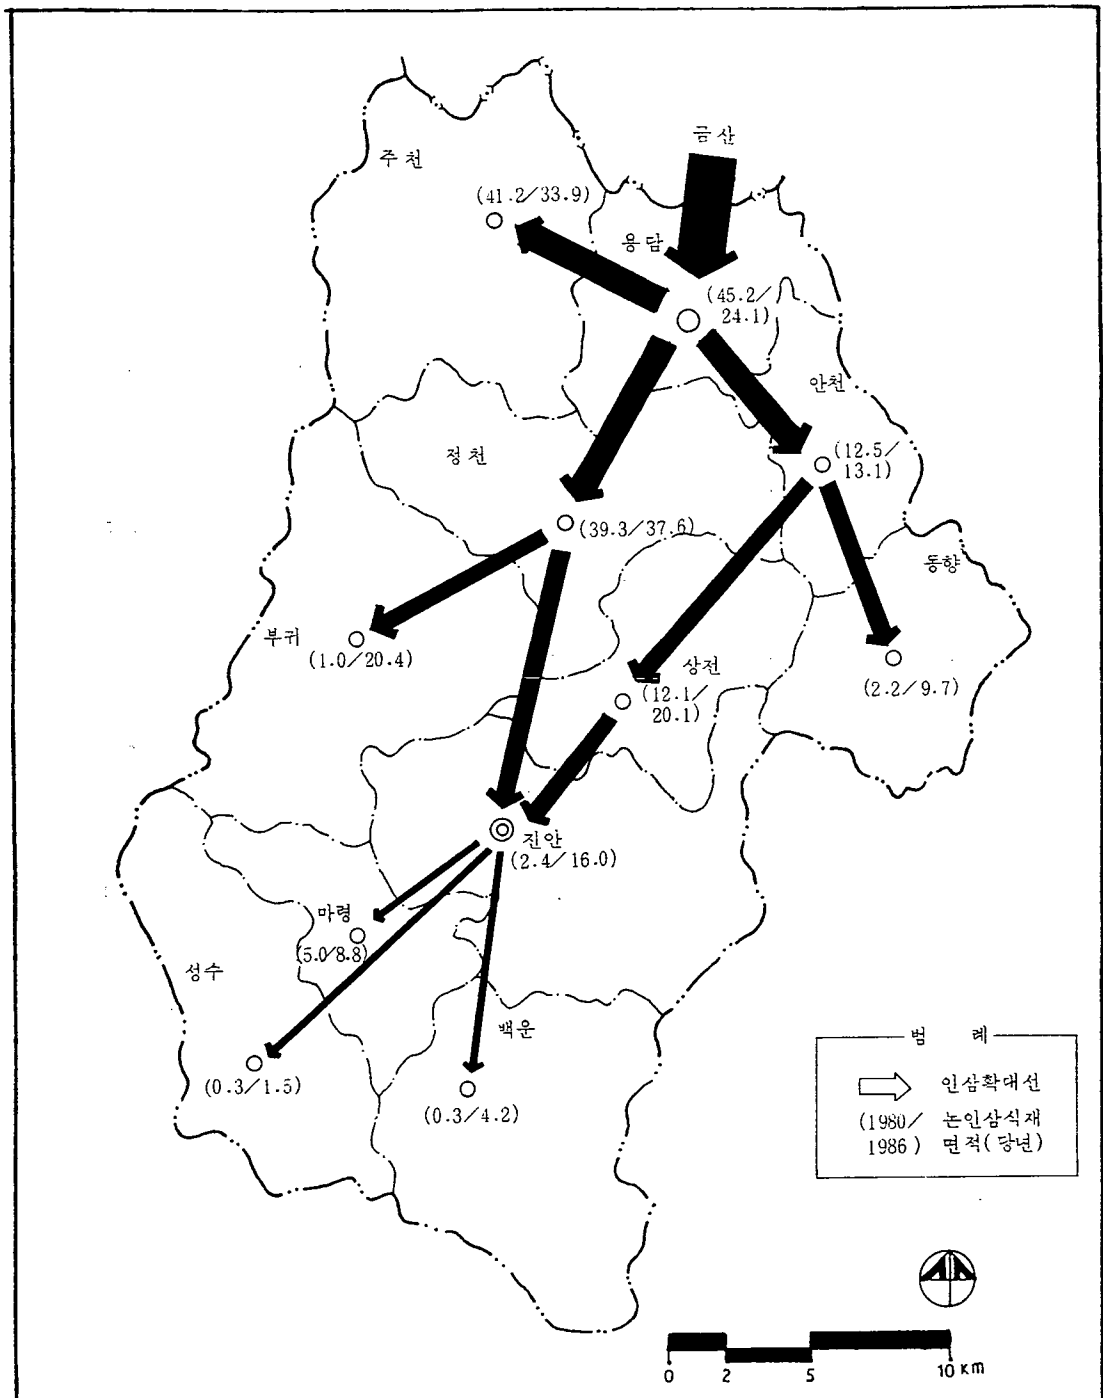 금산
주천
(41.2/33.9)
용담
(45.2/
24.1)
안천
(12.5/
13.1)
정천
(39.3/37.6)
동향
(2.2/9.7)
부귀
(1.0/20.4)
상전
(12.1/
20.1)
진안
(2.4/16.0)
마령
(5.0/8.8)
성수
(0.3/1.5)
백운
(0.3/4.2)
범 례
인삼확대선
(1980/ 논인삼식재
1986) 면적(당년)
0 2 5 10 km